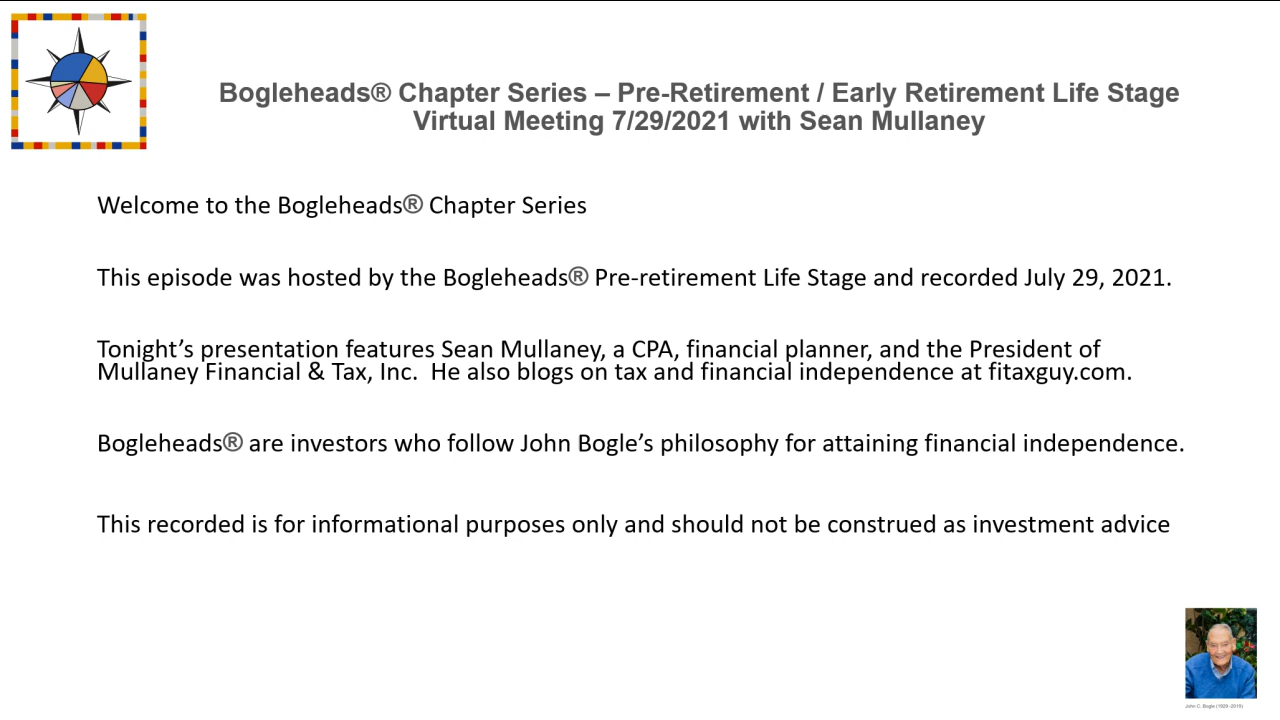 Bogleheads® Chapter Series – Pre-Retirement / Early Retirement Life Stage
Virtual Meeting 7/29/2021 with Sean Mullaney
Welcome to the Bogleheads® Chapter Series
This episode was hosted by the Bogleheads® Pre-retirement Life Stage and recorded July 29, 2021.
Tonight’s presentation features Sean Mullaney, a CPA, financial planner, and the President of
Mullaney Financial & Tax, Inc.  He also blogs on tax and financial independence at fitaxguy.com.
Bogleheads® are investors who follow John Bogle’s philosophy for attaining financial independence.
This recorded is for informational purposes only and should not be construed as investment advice
John C. Bogle (1929-2019)